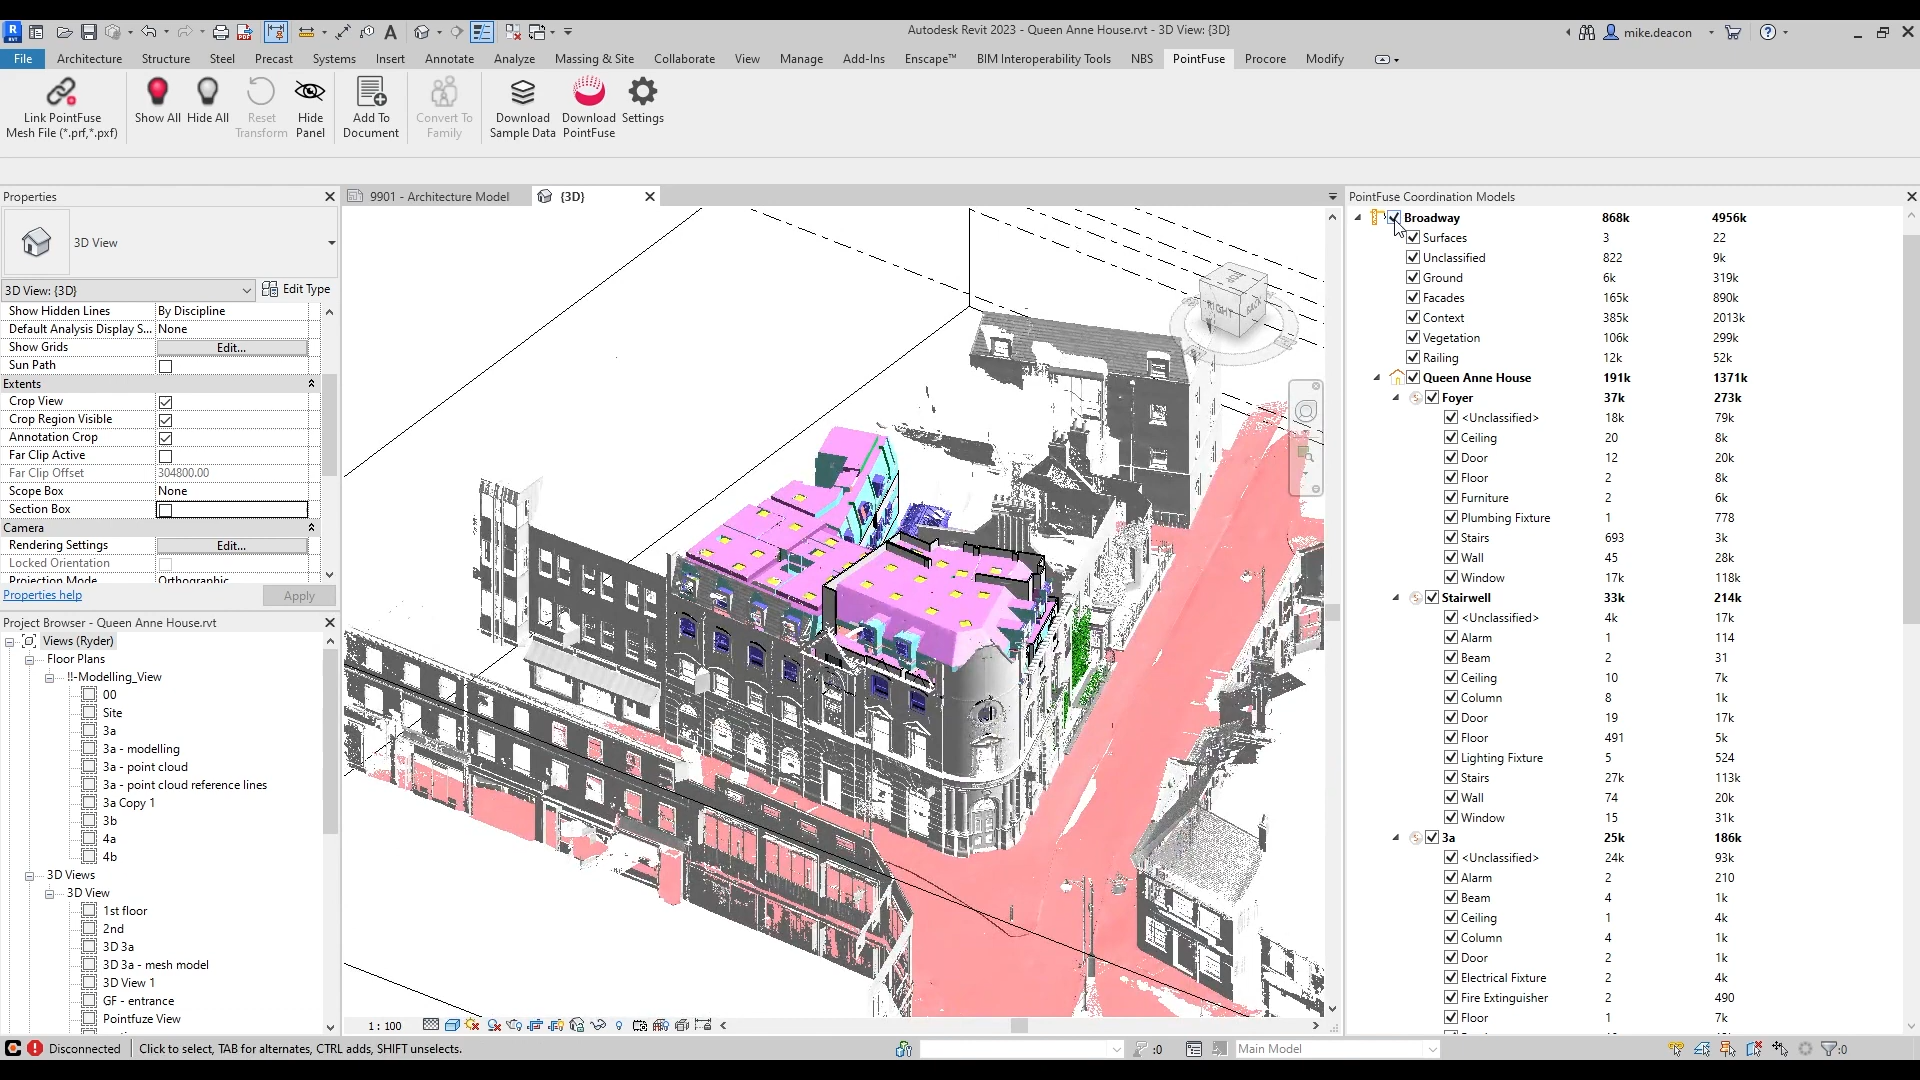 Autodesk Revit 2023 - Queen Anne House.rvt - 3D View: {3D}
mike.deacon
File Architecture Structure Steel Precast Systems Insert Annotate Analyze Massing & Site Collaborate View Manage Add-Ins Enscape™ BIM Interoperability Tools NBS PointFuse Procore Modify
Link PointFuse
Mesh File (*.prf,*.pxf)
Show All
Hide All
Reset
Transform
Hide
Panel
Add To
Document
Convert To
Family
Download
Sample Data
Download
PointFuse
Settings
Properties
3D View
3D View: {3D}
Edit Type
Show Hidden Lines By Discipline
Default Analysis Display S... None
Show Grids Edit...
Sun Path
Extents
Crop View
Crop Region Visible
Annotation Crop
Far Clip Active
Far Clip Offset 304800.00
Scope Box None
Section Box
Camera
Rendering Settings Edit...
Locked Orientation
Projection Mode Orthographic
Properties help
Apply
Project Browser - Queen Anne House.rvt
Views (Ryder)
Floor Plans
!!-Modelling_View
00
Site
3a
3a - modelling
3a - point cloud
3a - point cloud reference lines
3a Copy 1
3b
4a
4b
3D Views
3D View
1st floor
2nd
3D 3a
3D 3a - mesh model
3D View 1
GF - entrance
Pointfuze View
9901 - Architecture Model
{3D}
RIGHT
BACK
1 : 100
PointFuse Coordination Models
Broadway 868k 4956k
Surfaces 3 22
Unclassified 822 9k
Ground 6k 319k
Facades 165k 890k
Context 385k 2013k
Vegetation 106k 299k
Railing 12k 52k
Queen Anne House 191k 1371k
Foyer 37k 273k
<Unclassified> 18k 79k
Ceiling 20 8k
Door 12 20k
Floor 2 8k
Furniture 2 6k
Plumbing Fixture 1 778
Stairs 693 3k
Wall 45 28k
Window 17k 118k
Stairwell 33k 214k
<Unclassified> 4k 17k
Alarm 1 114
Beam 2 31
Ceiling 10 7k
Column 8 1k
Door 19 17k
Floor 491 5k
Lighting Fixture 5 524
Stairs 27k 113k
Wall 74 20k
Window 15 31k
3a 25k 186k
<Unclassified> 24k 93k
Alarm 2 210
Beam 4 1k
Ceiling 1 4k
Column 4 1k
Door 2 1k
Electrical Fixture 2 4k
Fire Extinguisher 2 490
Floor 1 7k
Disconnected
Click to select, TAB for alternates, CTRL adds, SHIFT unselects.
:0
Main Model
:0